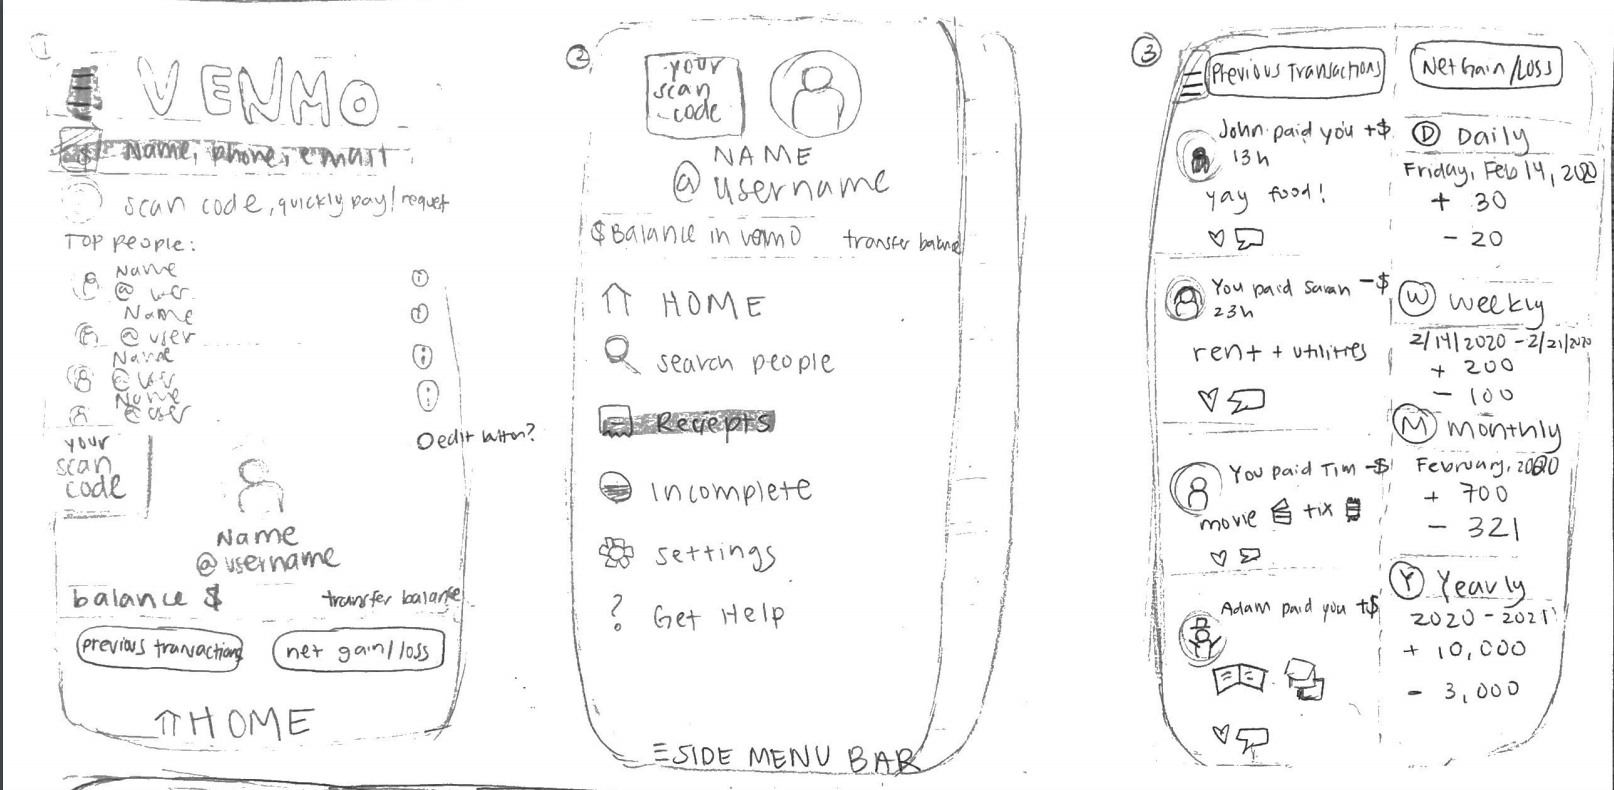 1
VENMO
$ Name, phone, email
scan code, quickly pay/request
TOP people:
Name
@ user
Name
@ user
Name
@ user
Name
@ user
your
scan
code
edit button?
Name
@username
balance $ transfer balance
previous transactions net gain/loss
HOME
2
your
scan
code
NAME
@username
$Balance in venmo transfer balance
HOME
search people
Reciepts
Incomplete
settings
? Get Help
SIDE MENU BAR
3
Previous Transactions
John paid you +$
13h
yay food!
You paid Sarah -$
23h
rent + utilities
You paid Tim -$
movie tix
Adam paid you +$
Net Gain/Loss
D Daily
Friday, Feb 14, 2020
+ 30
- 20
W Weekly
2/14/2020 - 2/21/2020
+ 200
- 100
M Monthly
February, 2020
+ 700
- 321
Y Yearly
2020 - 2021
+ 10,000
- 3,000